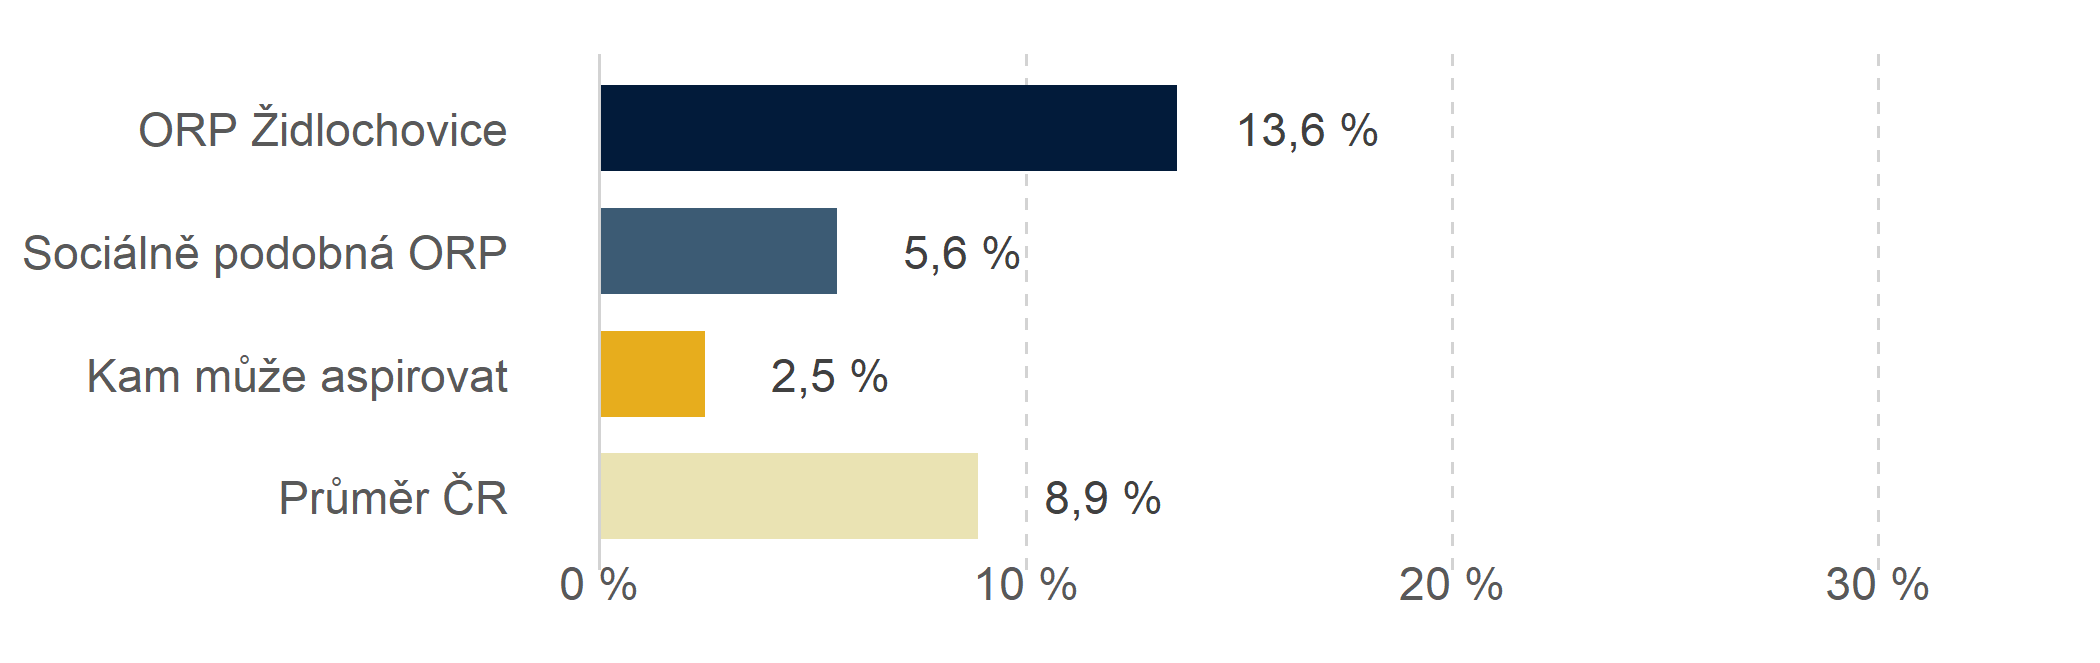 ORP Židlochovice
13,6 %
Sociálně podobná ORP
5,6 %
Kam může aspirovat
2,5 %
Průměr ČR
8,9 %
0 %
10 %
20 %
30 %